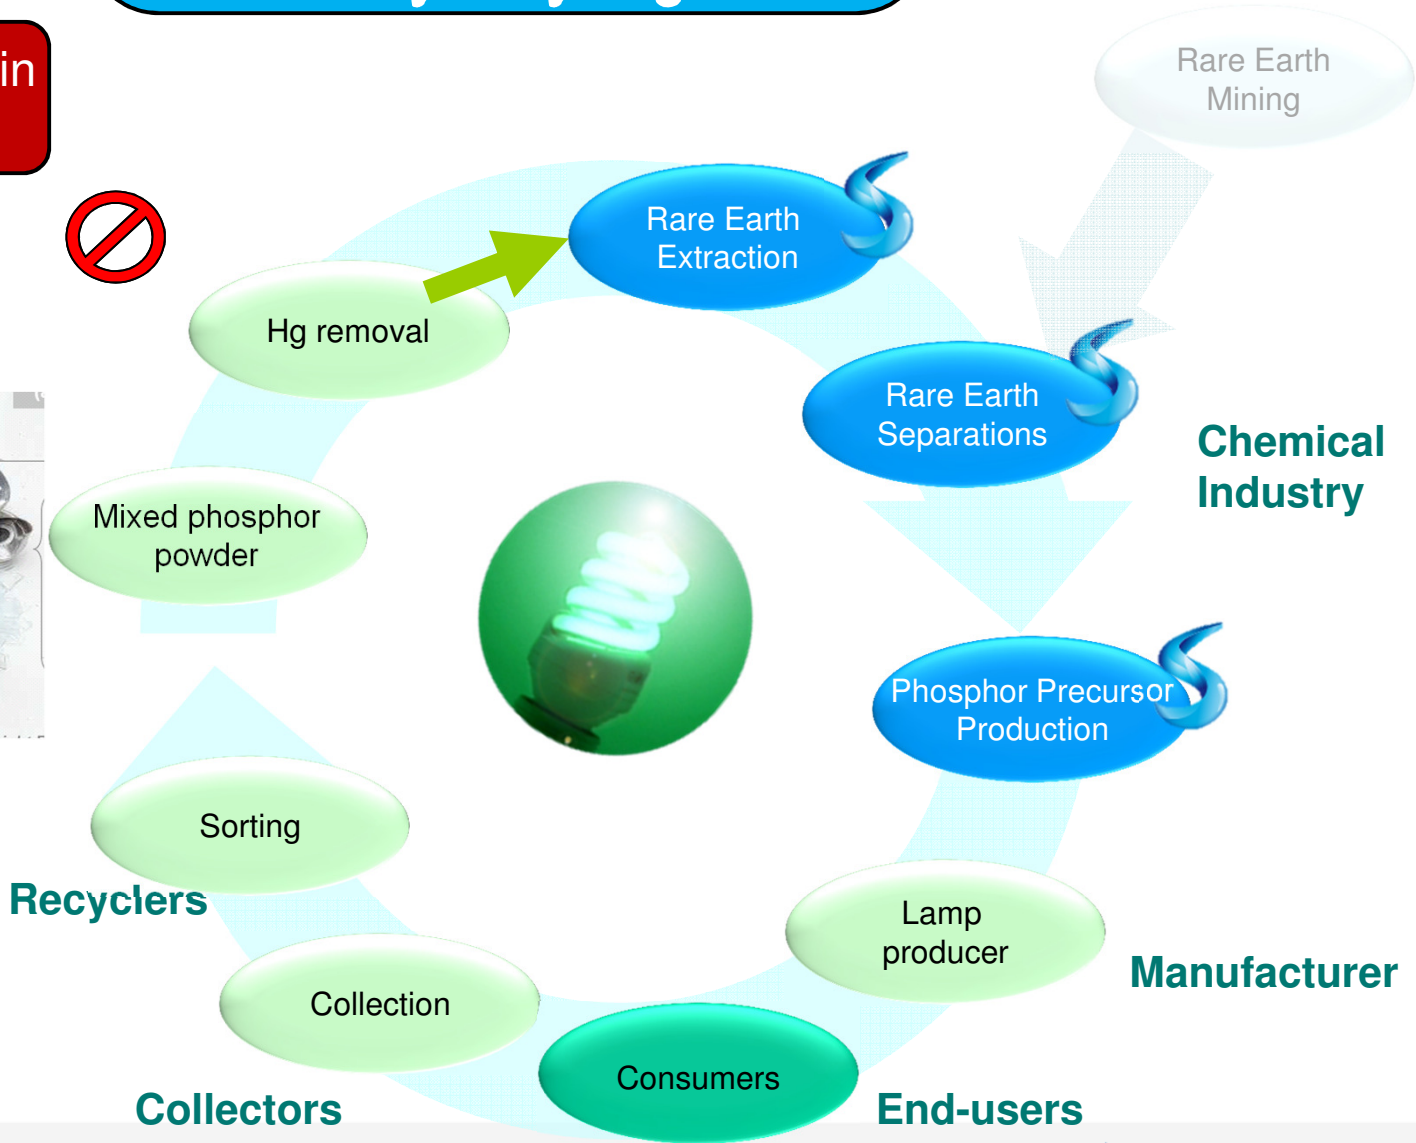 in
Rare Earth
Mining
Rare Earth
Extraction
Hg removal
Rare Earth
Separations
Chemical
Industry
Mixed phosphor
powder
Phosphor Precursor
Production
Sorting
Recyclers
Lamp
producer
Manufacturer
Collection
Consumers
Collectors
End-users